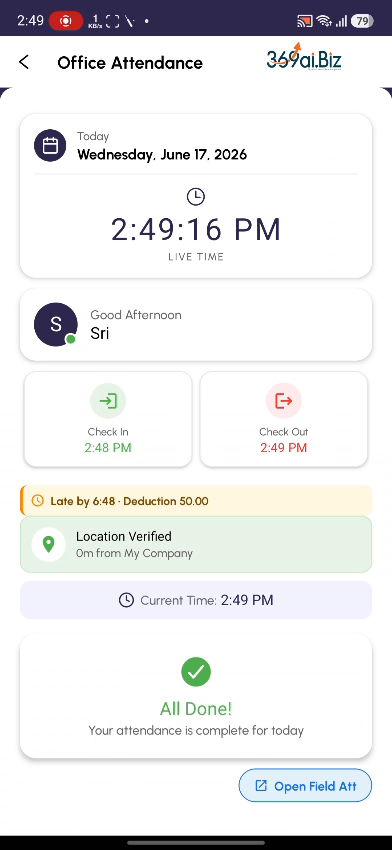 2:49
1
KB/s
79
Office Attendance
369ai.Biz
Today
Wednesday, June 17, 2026
2:49:16 PM
LIVE TIME
S
Good Afternoon
Sri
Check In
2:48 PM
Check Out
2:49 PM
Late by 6:48 · Deduction 50.00
Location Verified
0m from My Company
Current Time: 2:49 PM
All Done!
Your attendance is complete for today
Open Field Att